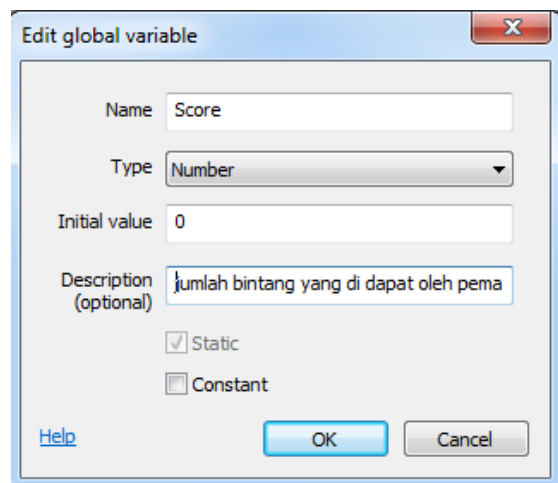 Edit global variable
Name Score
Type Number
Initial value 0
Description (optional) jumlah bintang yang di dapat oleh pema
Static
Constant
Help OK Cancel